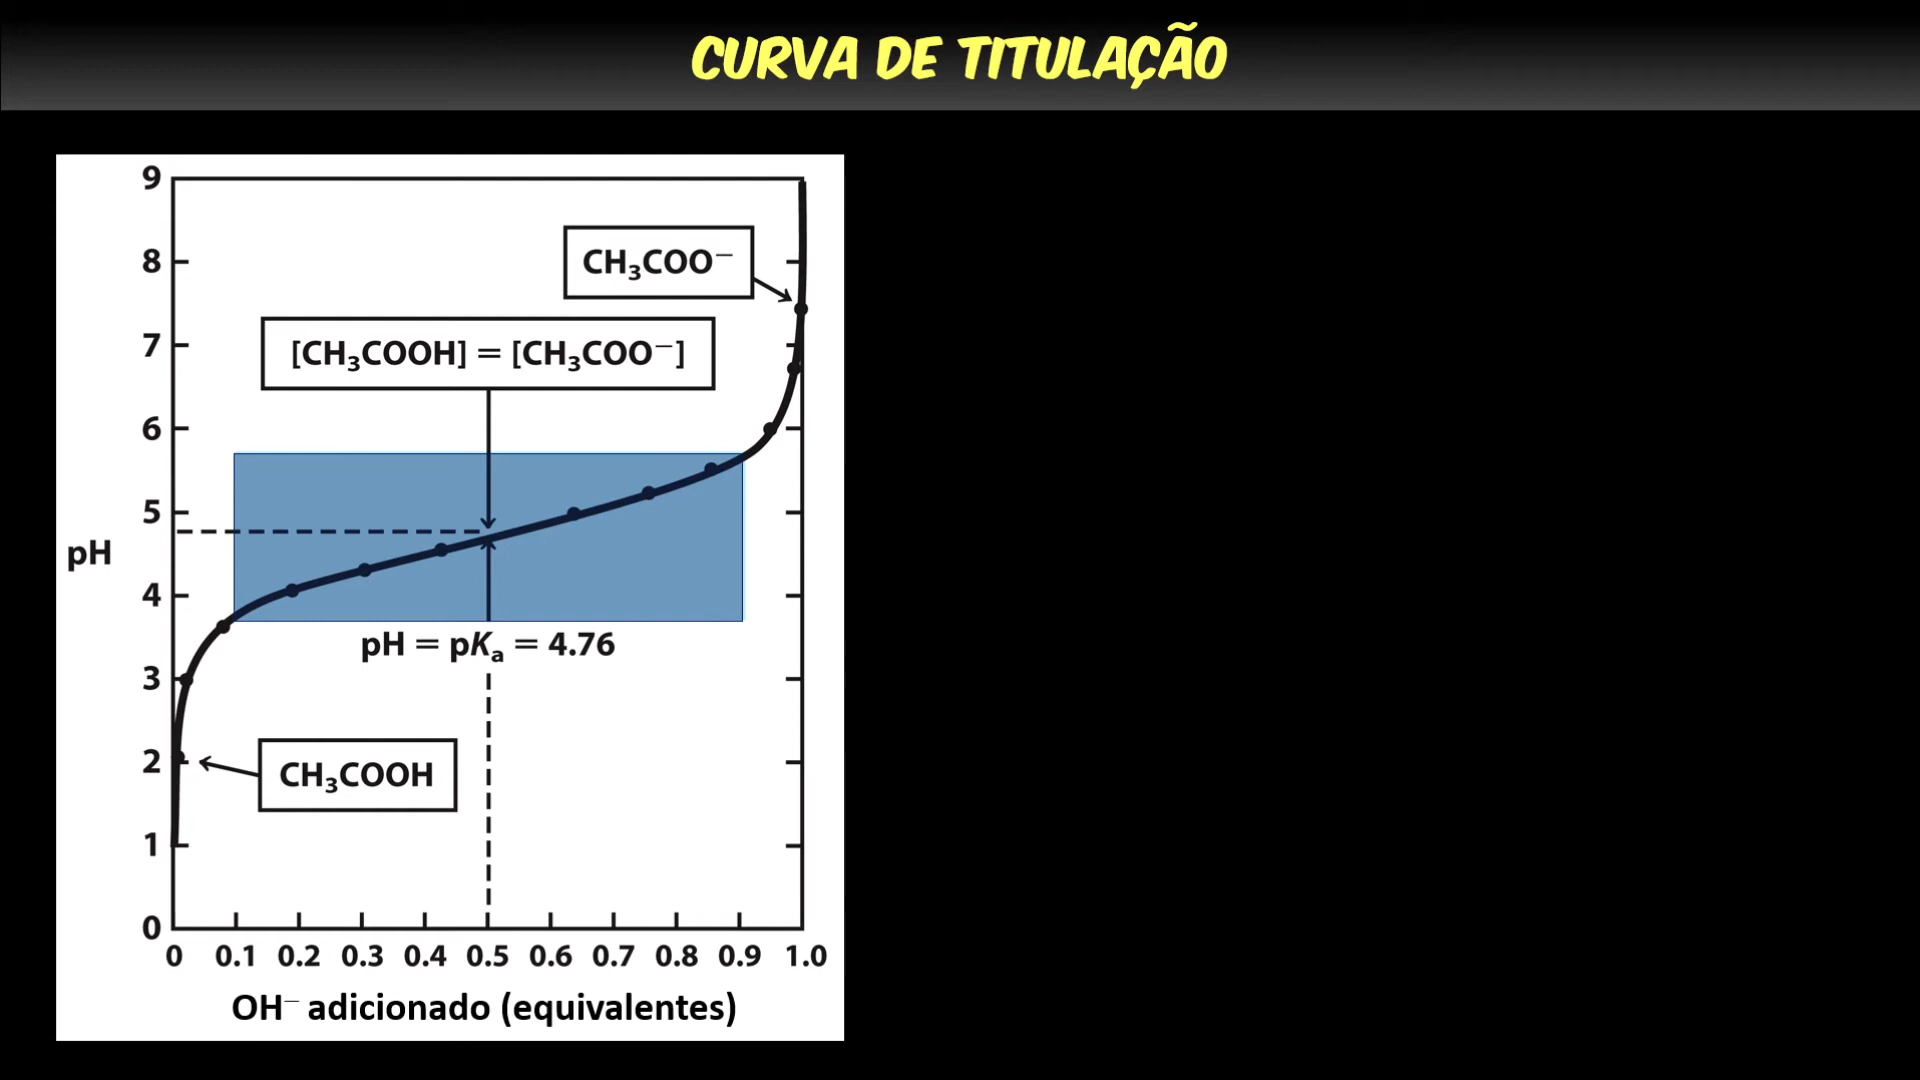 CURVA DE TITULAÇÃO
9
8
7
6
5
4
3
2
1
0
pH
CH₃COO⁻
[CH₃COOH] = [CH₃COO⁻]
pH = pKₐ = 4.76
CH₃COOH
0 0.1 0.2 0.3 0.4 0.5 0.6 0.7 0.8 0.9 1.0
OH⁻ adicionado (equivalentes)